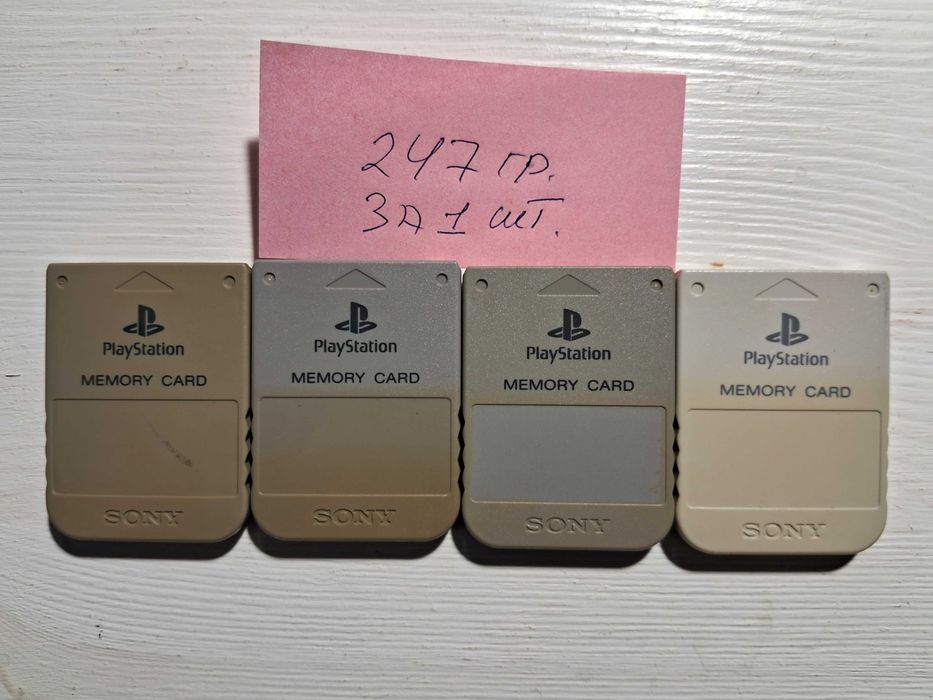 247 гр.
за 1 шт.
PlayStation
MEMORY CARD
SONY
PlayStation
MEMORY CARD
SONY
PlayStation
MEMORY CARD
SONY
PlayStation
MEMORY CARD
SONY